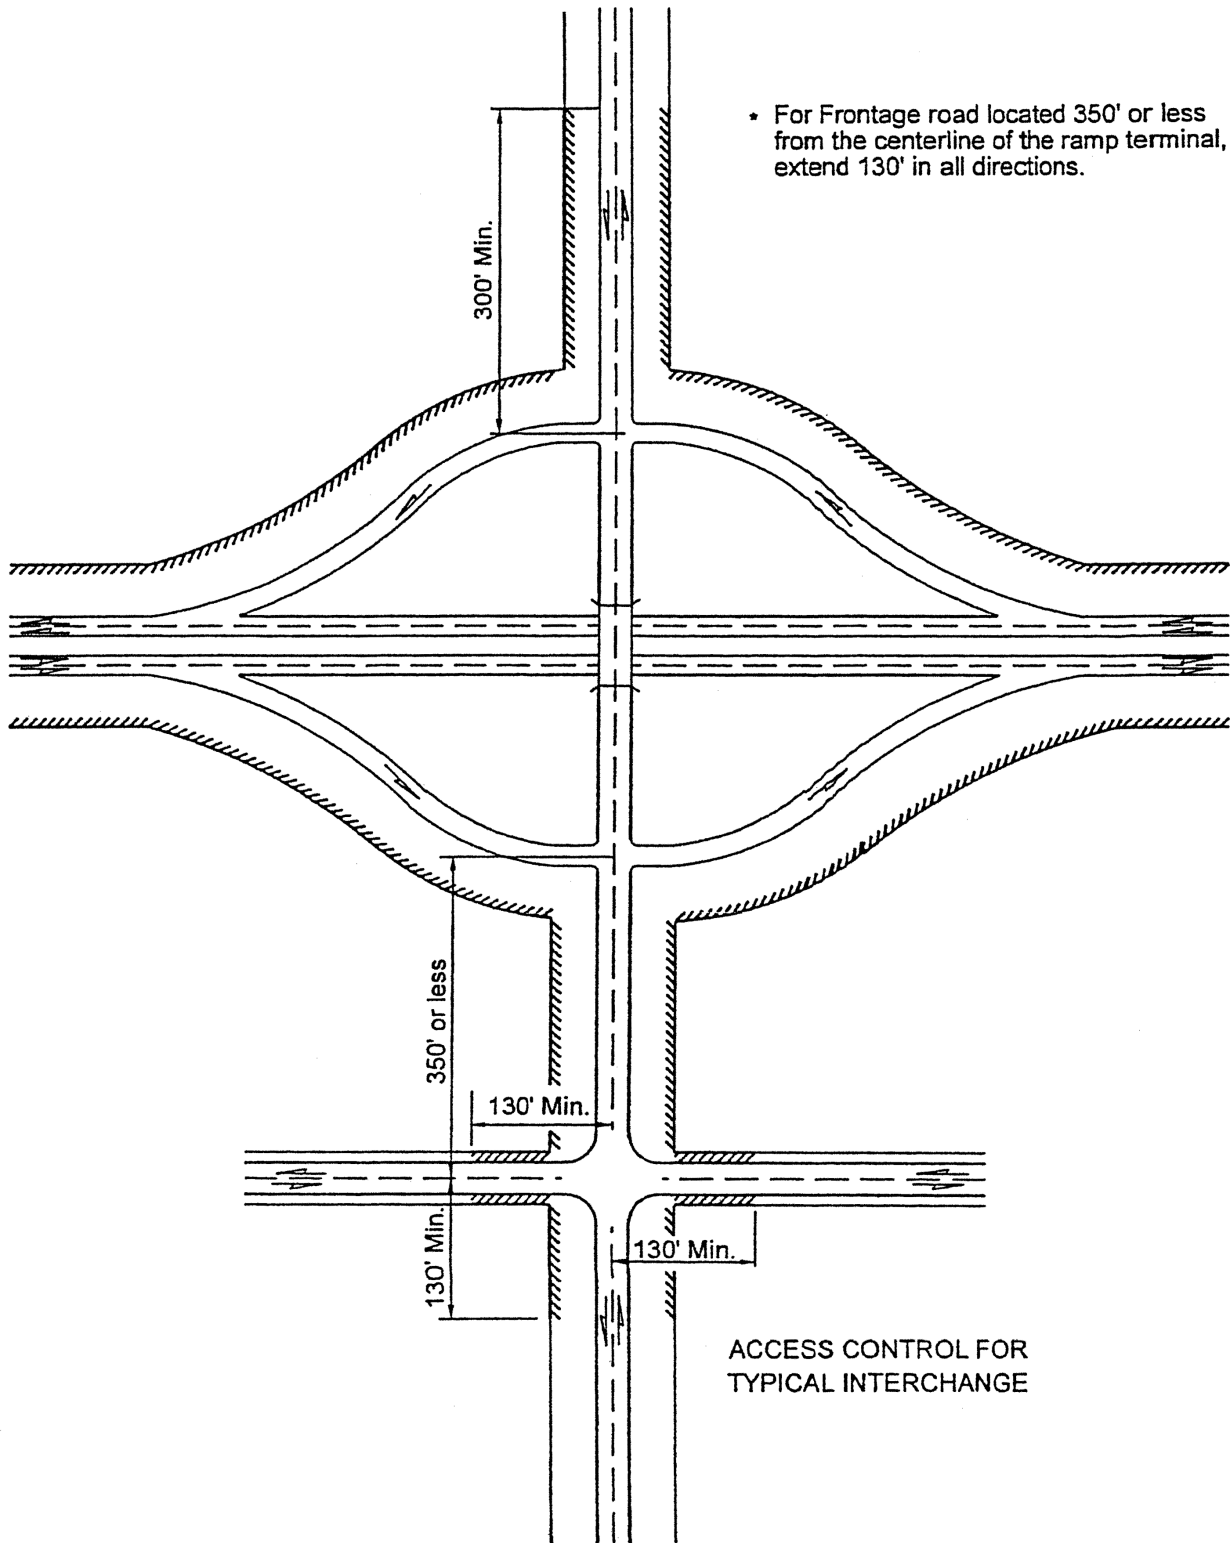 * For Frontage road located 350' or less
from the centerline of the ramp terminal,
extend 130' in all directions.
300' Min.
350' or less
130' Min.
130' Min.
130' Min.
ACCESS CONTROL FOR
TYPICAL INTERCHANGE